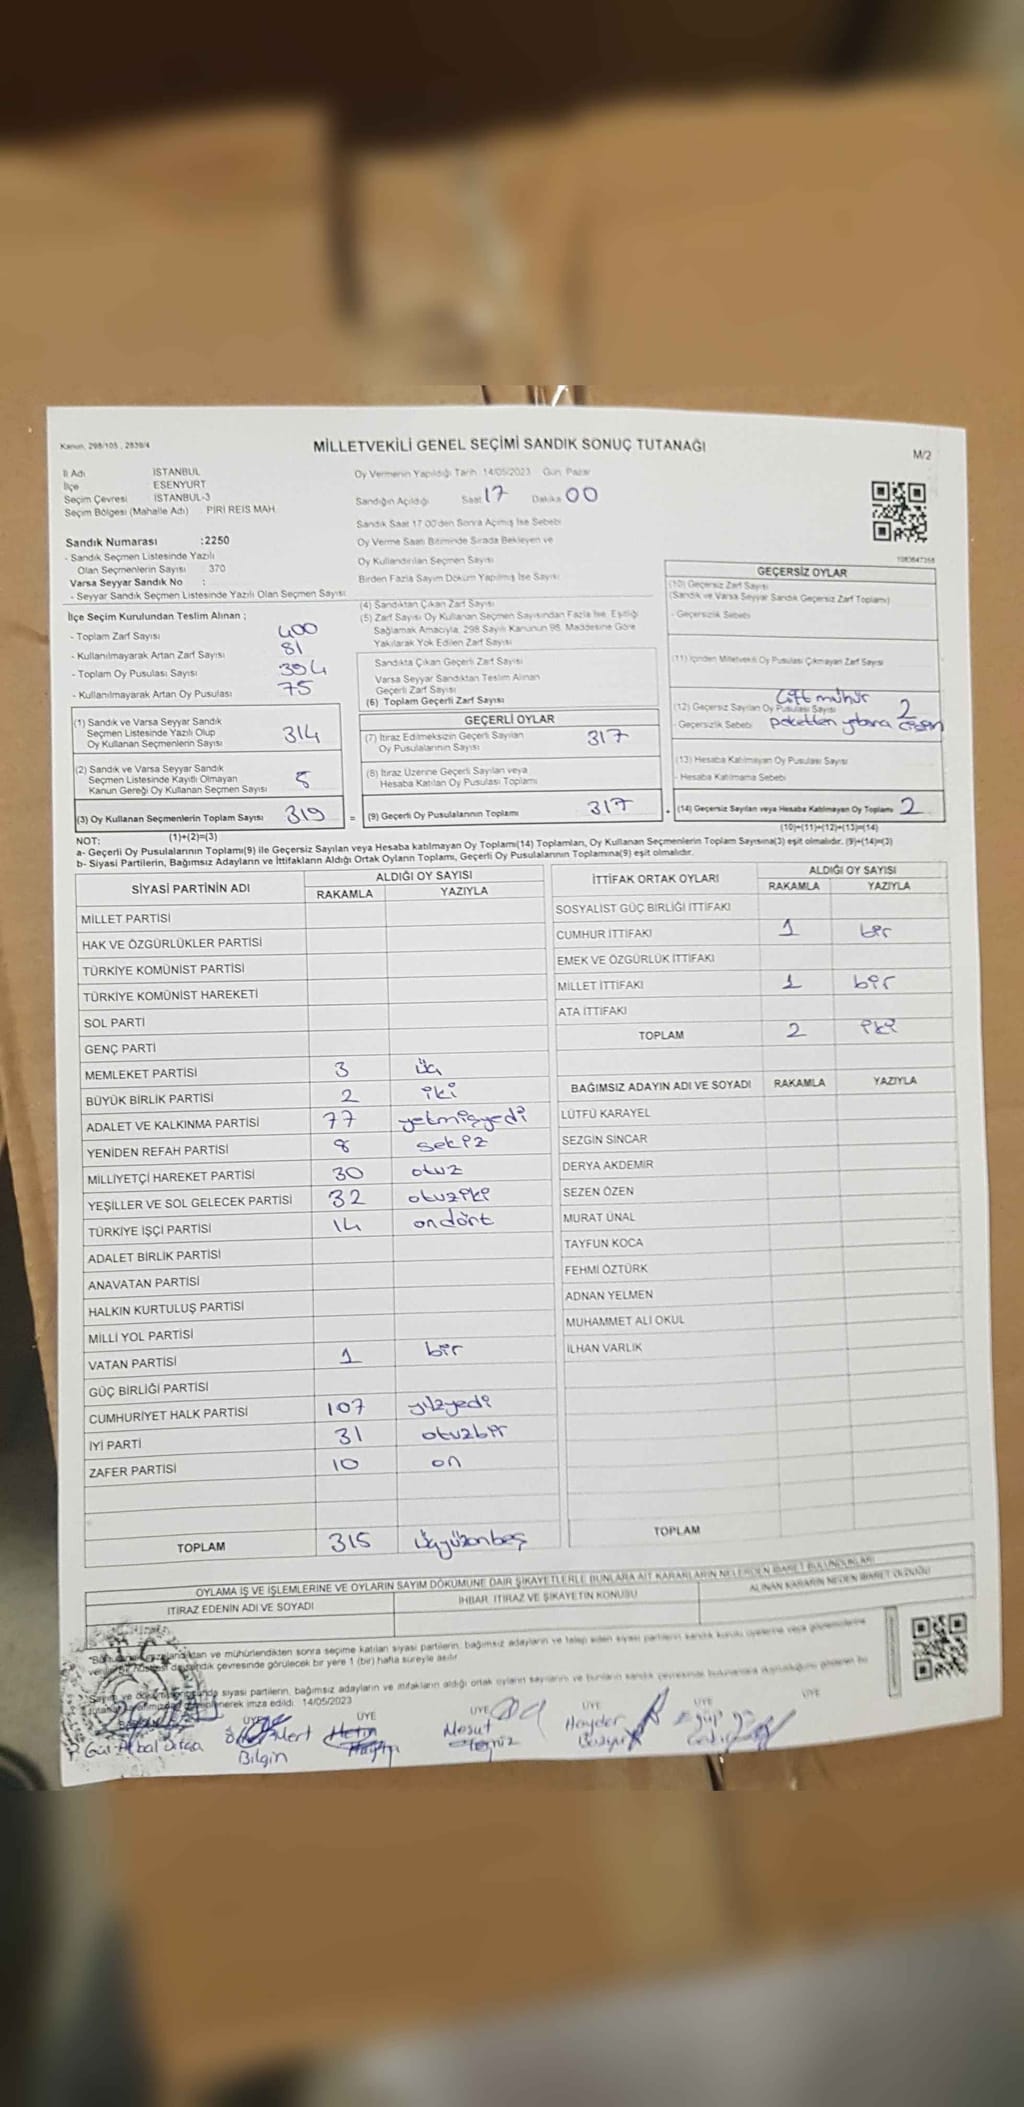 Kanun, 298/105 , 2839/4
MİLLETVEKİLİ GENEL SEÇİMİ SANDIK SONUÇ TUTANAĞI
M/2
İl Adı İSTANBUL
İlçe ESENYURT
Seçim Çevresi İSTANBUL-3
Seçim Bölgesi (Mahalle Adı) PİRİ REİS MAH.
Oy Vermenin Yapıldığı Tarih 14/05/2023 Gün Pazar
Sandığın Açıldığı Saat 17 Dakika 00
Sandık Saat 17.00'den Sonra Açılmış İse Sebebi
Oy Verme Saati Bitiminde Sırada Bekleyen ve
Oy Kullandırılan Seçmen Sayısı
Birden Fazla Sayım Döküm Yapılmış İse Sayısı
Sandık Numarası :2250
- Sandık Seçmen Listesinde Yazılı
Olan Seçmenlerin Sayısı 370
Varsa Seyyar Sandık No :
- Seyyar Sandık Seçmen Listesinde Yazılı Olan Seçmen Sayısı
İlçe Seçim Kurulundan Teslim Alınan ;
- Toplam Zarf Sayısı 400
- Kullanılmayarak Artan Zarf Sayısı 81
- Toplam Oy Pusulası Sayısı 394
- Kullanılmayarak Artan Oy Pusulası 75
(1) Sandık ve Varsa Seyyar Sandık
Seçmen Listesinde Yazılı Olup
Oy Kullanan Seçmenlerin Sayısı 314
(2) Sandık ve Varsa Seyyar Sandık
Seçmen Listesinde Kayıtlı Olmayan
Kanun Gereği Oy Kullanan Seçmen Sayısı 5
(3) Oy Kullanan Seçmenlerin Toplam Sayısı 319
(1)+(2)=(3)
(4) Sandıktan Çıkan Zarf Sayısı
(5) Zarf Sayısı Oy Kullanan Seçmen Sayısından Fazla İse, Eşitliği
Sağlamak Amacıyla, 298 Sayılı Kanunun 98. Maddesine Göre
Yakılarak Yok Edilen Zarf Sayısı
Sandıkta Çıkan Geçerli Zarf Sayısı
Varsa Seyyar Sandıktan Teslim Alınan
Geçerli Zarf Sayısı
(6) Toplam Geçerli Zarf Sayısı
GEÇERLİ OYLAR
(7) İtiraz Edilmeksizin Geçerli Sayılan
Oy Pusulalarının Sayısı 317
(8) İtiraz Üzerine Geçerli Sayılan veya
Hesaba Katılan Oy Pusulası Toplamı
= (9) Geçerli Oy Pusulalarının Toplamı 317
1080647358
GEÇERSİZ OYLAR
(10) Geçersiz Zarf Sayısı
(Sandık ve Varsa Seyyar Sandık Geçersiz Zarf Toplamı)
- Geçersizlik Sebebi
(11) İçinden Milletvekili Oy Pusulası Çıkmayan Zarf Sayısı
Çift mühür
(12) Geçersiz Sayılan Oy Pusulası Sayısı 2
- Geçersizlik Sebebi paketten
(13) Hesaba Katılmayan Oy Pusulası Sayısı
- Hesaba Katılmama Sebebi
+ (14) Geçersiz Sayılan veya Hesaba Katılmayan Oy Toplamı 2
(10)+(11)+(12)+(13)=(14)
NOT:
a- Geçerli Oy Pusulalarının Toplamı(9) ile Geçersiz Sayılan veya Hesaba katılmayan Oy Toplamı(14) Toplamları, Oy Kullanan Seçmenlerin Toplam Sayısına(3) eşit olmalıdır. (9)+(14)=(3)
b- Siyasi Partilerin, Bağımsız Adayların ve İttifakların Aldığı Ortak Oyların Toplamı, Geçerli Oy Pusulalarının Toplamına(9) eşit olmalıdır.
SİYASİ PARTİNİN ADI ALDIĞI OY SAYISI
RAKAMLA YAZIYLA
MİLLET PARTİSİ
HAK VE ÖZGÜRLÜKLER PARTİSİ
TÜRKİYE KOMÜNİST PARTİSİ
TÜRKİYE KOMÜNİST HAREKETİ
SOL PARTİ
GENÇ PARTİ
MEMLEKET PARTİSİ 3 üç
BÜYÜK BİRLİK PARTİSİ 2 iki
ADALET VE KALKINMA PARTİSİ 77 yetmişyedi
YENİDEN REFAH PARTİSİ 8 sekiz
MİLLİYETÇİ HAREKET PARTİSİ 30 otuz
YEŞİLLER VE SOL GELECEK PARTİSİ 32 otuziki
TÜRKİYE İŞÇİ PARTİSİ 14 ondört
ADALET BİRLİK PARTİSİ
ANAVATAN PARTİSİ
HALKIN KURTULUŞ PARTİSİ
MİLLİ YOL PARTİSİ
VATAN PARTİSİ 1 bir
GÜÇ BİRLİĞİ PARTİSİ
CUMHURİYET HALK PARTİSİ 107 yüzyedi
İYİ PARTİ 31 otuzbir
ZAFER PARTİSİ 10 on
TOPLAM 315 üçyüzonbeş
İTTİFAK ORTAK OYLARI ALDIĞI OY SAYISI
RAKAMLA YAZIYLA
SOSYALİST GÜÇ BİRLİĞİ İTTİFAKI
CUMHUR İTTİFAKI 1 bir
EMEK VE ÖZGÜRLÜK İTTİFAKI
MİLLET İTTİFAKI 1 bir
ATA İTTİFAKI
TOPLAM 2 iki
BAĞIMSIZ ADAYIN ADI VE SOYADI RAKAMLA YAZIYLA
LÜTFÜ KARAYEL
SEZGİN SİNCAR
DERYA AKDEMİR
SEZEN ÖZEN
MURAT ÜNAL
TAYFUN KOCA
FEHMİ ÖZTÜRK
ADNAN YELMEN
MUHAMMET ALİ OKUL
İLHAN VARLIK
TOPLAM
OYLAMA İŞ VE İŞLEMLERİNE VE OYLARIN SAYIM DÖKÜMÜNE DAİR ŞİKAYETLERLE BUNLARA AİT KARARLARIN NELERDEN İBARET BULUNDUKLARI
İTİRAZ EDENİN ADI VE SOYADI İHBAR, İTİRAZ VE ŞİKAYETİN KONUSU ALINAN KARARIN NEDEN İBARET OLDUĞU
ve mühürlendikten sonra seçime katılan siyasi partilerin, bağımsız adayların ve talep eden siyasi partilerin sandık kurulu üyelerine veya
sandık çevresinde görülecek bir yere 1 (bir) hafta süreyle asılır.
siyasi partilerin, bağımsız adayların ve ittifakların aldığı ortak oyların sayılarını ve bunların sandık çevresinde
imza edildi. 14/05/2023
ÜYE ÜYE ÜYE ÜYE ÜYE ÜYE
Mert Bilgin
Mesut
Hayder